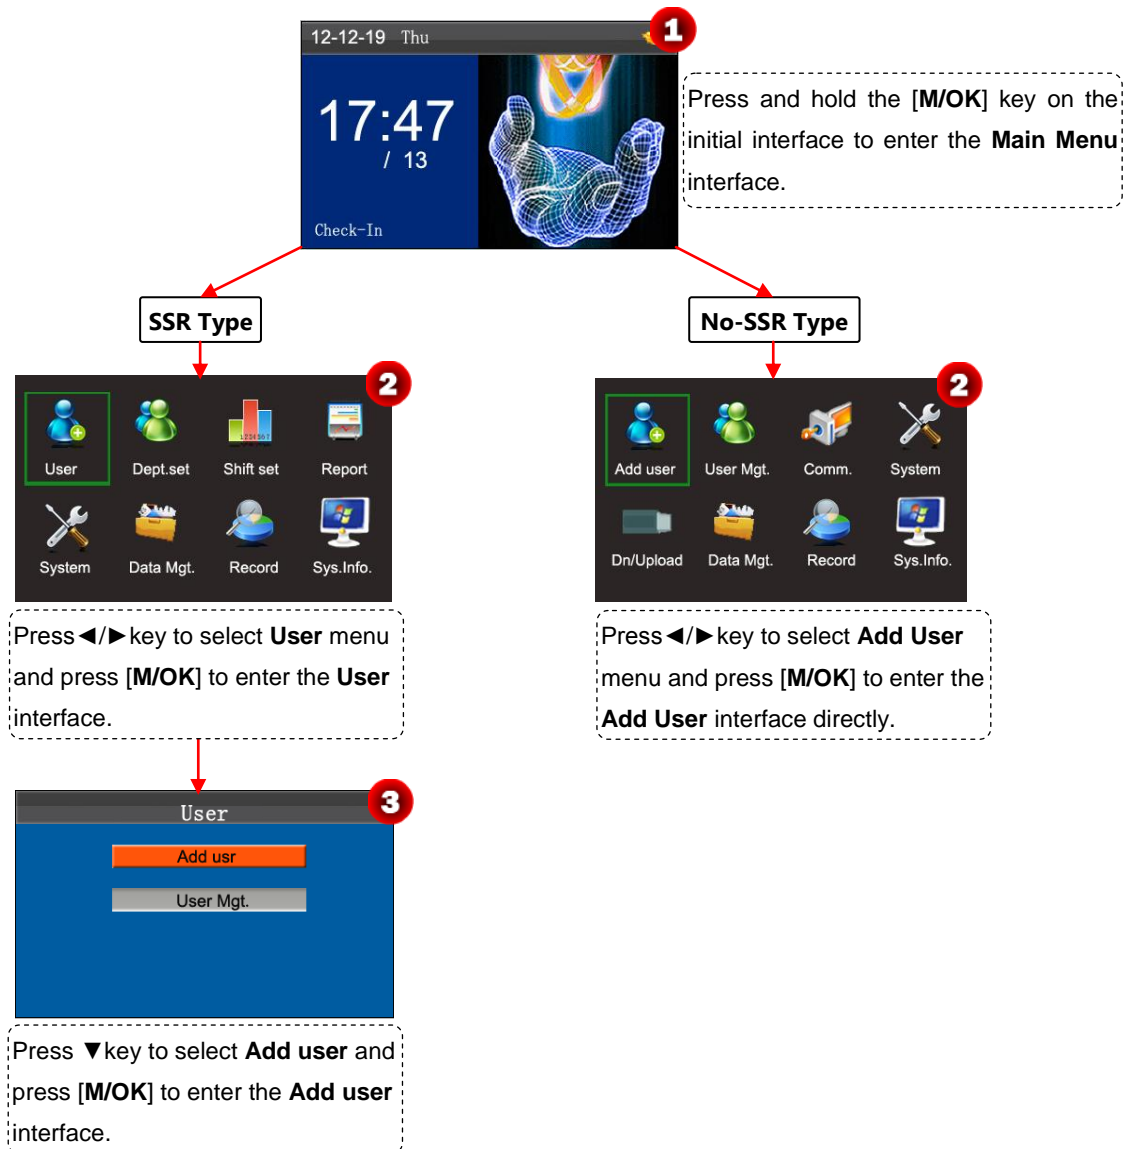 12-12-19 Thu
1
17:47
/ 13
Check-In
Press and hold the [M/OK] key on the
initial interface to enter the Main Menu
interface.
SSR Type
No-SSR Type
2
User Dept.set Shift set Report
System Data Mgt. Record Sys.Info.
2
Add user User Mgt. Comm. System
Dn/Upload Data Mgt. Record Sys.Info.
Press◄/►key to select User menu
and press [M/OK] to enter the User
interface.
Press◄/►key to select Add User
menu and press [M/OK] to enter the
Add User interface directly.
3
User
Add usr
User Mgt.
Press ▼key to select Add user and
press [M/OK] to enter the Add user
interface.